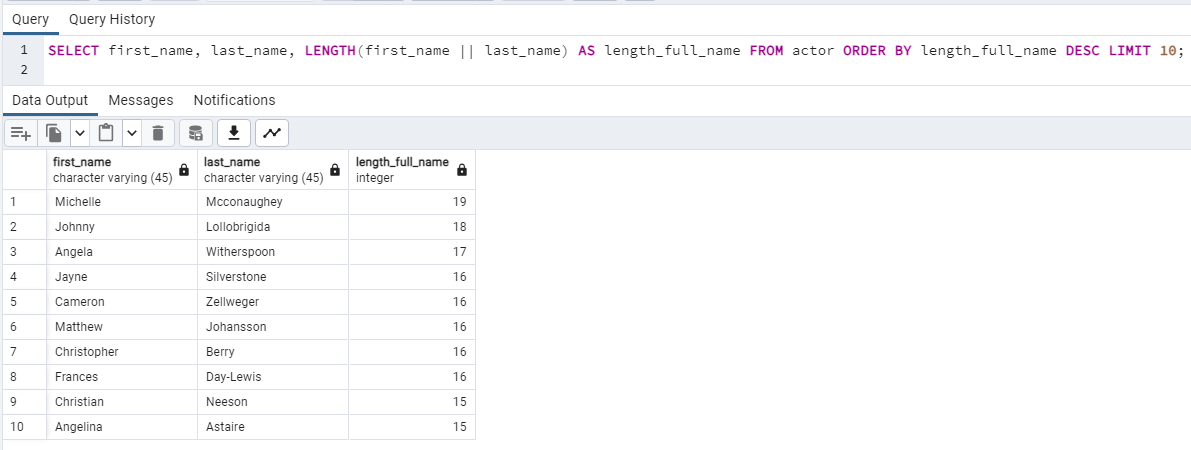 Query Query History
1 SELECT first_name, last_name, LENGTH(first_name || last_name) AS length_full_name FROM actor ORDER BY length_full_name DESC LIMIT 10;
2
Data Output Messages Notifications
first_name last_name length_full_name
character varying (45) character varying (45) integer
1 Michelle Mcconaughey 19
2 Johnny Lollobrigida 18
3 Angela Witherspoon 17
4 Jayne Silverstone 16
5 Cameron Zellweger 16
6 Matthew Johansson 16
7 Christopher Berry 16
8 Frances Day-Lewis 16
9 Christian Neeson 15
10 Angelina Astaire 15